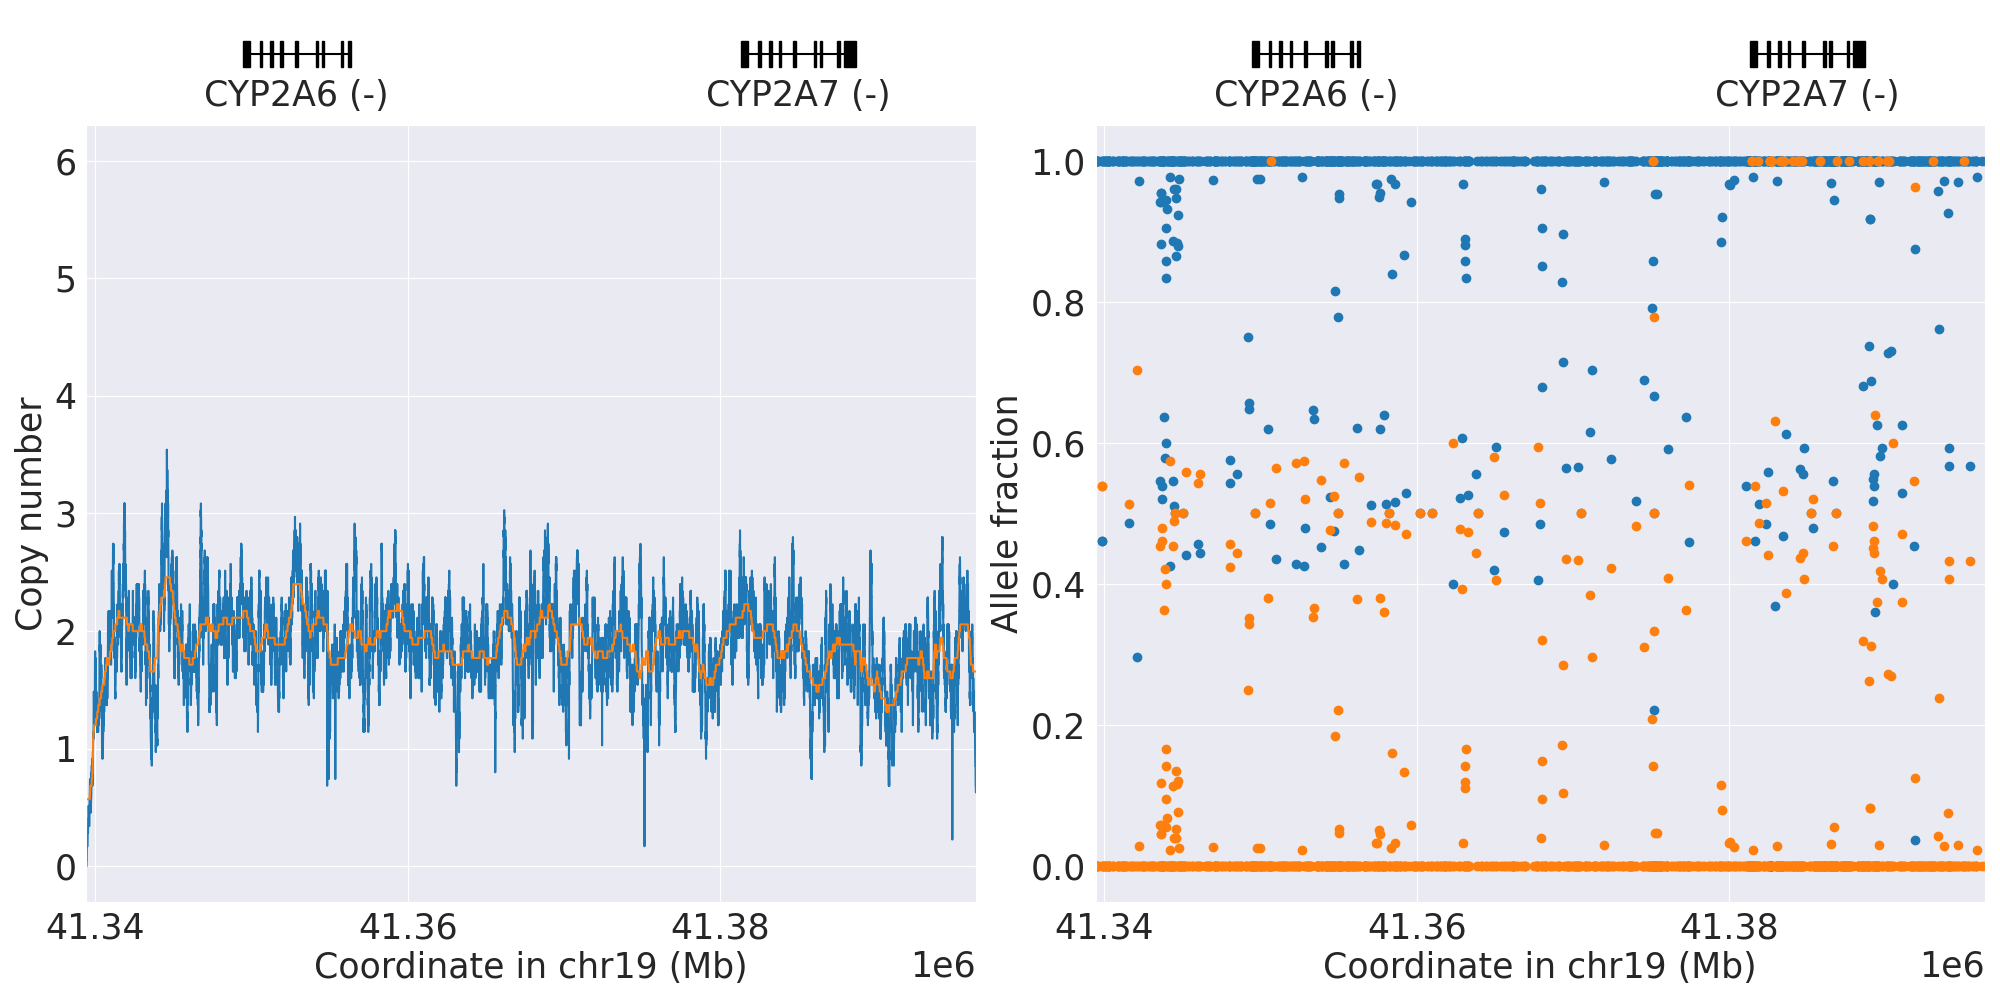 CYP2A6 (-)
CYP2A7 (-)
CYP2A6 (-)
CYP2A7 (-)
6
5
4
3
2
1
0
Copy number
41.34
41.36
41.38
Coordinate in chr19 (Mb)
1e6
1.0
0.8
0.6
0.4
0.2
0.0
Allele fraction
41.34
41.36
41.38
Coordinate in chr19 (Mb)
1e6